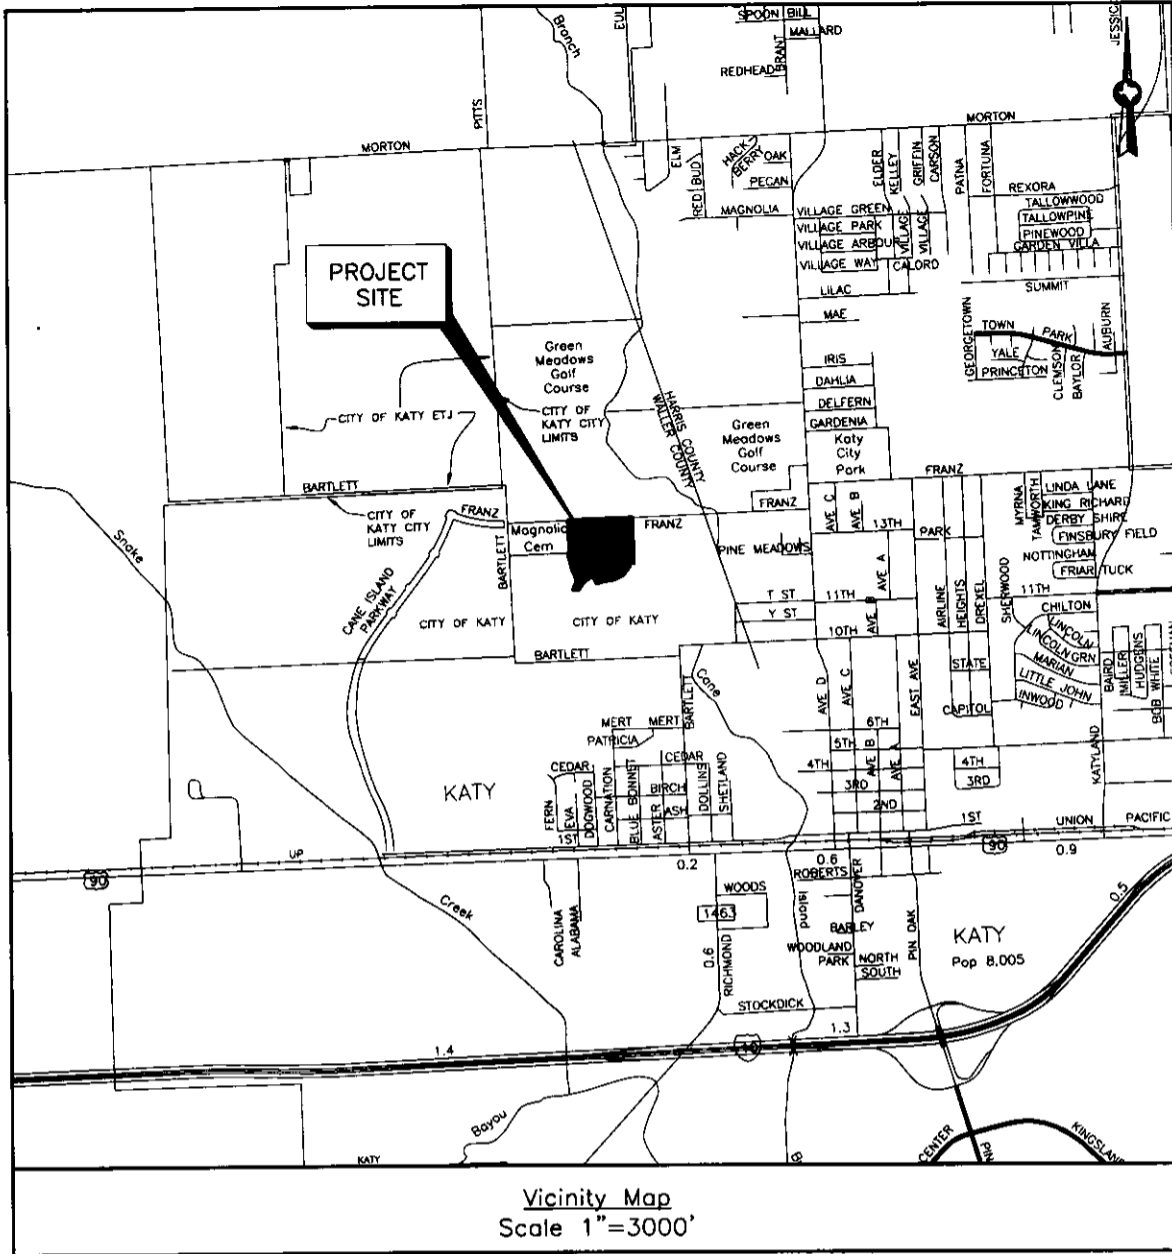 SPOON BILL
MALLARD
BRANT
REDHEAD
EUL
Branch
PITTS
MORTON
MORTON
ELM
RED BUD
HACK-
BERRY
OAK
PECAN
MAGNOLIA
ELDER
KELLEY
GRIFFIN
CARSON
PATNA
FORTUNA
REXORA
TALLOWWOOD
TALLOWPINE
PINEWOOD
GARDEN VILLA
SUMMIT
VILLAGE GREEN
VILLAGE PARK
VILLAGE ARBOUR
VILLAGE WAY
VILLAGE
VILLAGE
CALORD
LILAC
MAE
PROJECT
SITE
GEORGETOWN
TOWN PARK
YALE
PRINCETON
CLEMSON
BAYLOR
AUBURN
IRIS
DAHLIA
DELFERN
GARDENIA
Green
Meadows
Golf
Course
CITY OF KATY ETJ
CITY OF
KATY CITY
LIMITS
HARRIS COUNTY
WALLER COUNTY
Green
Meadows
Golf
Course
Katy
City
Park
FRANZ
BARTLETT
CITY OF
KATY CITY
LIMITS
FRANZ
Magnolia
Cem
FRANZ
FRANZ
AVE C
AVE B
13TH
PARK
MYRNA
TAMWORTH
LINDA LANE
KING RICHARD
DERBY SHIRE
FINSBURY FIELD
NOTTINGHAM
FRIAR TUCK
Snake
BARTLETT
PINE MEADOWS
AVE A
11TH
T ST
11TH
Y ST
10TH
AVE B
AIRLINE
HEIGHTS
DREXEL
SHERWOOD
CHILTON
LINCOLN
LINCOLN GRN
MARIAN
LITTLE JOHN
INWOOD
CANE ISLAND
PARKWAY
CITY OF KATY
CITY OF KATY
BARTLETT
BARTLETT
Cane
AVE D
AVE C
EAST AVE
STATE
CAPITOL
BAIRD
MILLER
HUDGENS
BOB WHITE
MERT
MERT
PATRICIA
6TH
5TH
AVE B
AVE A
4TH
4TH
3RD
3RD
2ND
KATYLAND
CEDAR
CEDAR
KATY
FERN
EVA
DOGWOOD
CARNATION
BLUE BONNET
BIRCH
ASTER
ASH
DOLLINS
SHETLAND
1ST
1ST
UNION PACIFIC
UP
90
0.2
0.6
90
0.9
ROBERTS
DANOVER
WOODS
1463
Island
Creek
CAROLINA
ALABAMA
0.6
RICHMOND
BARLEY
WOODLAND
PARK
NORTH
SOUTH
PIN OAK
KATY
Pop 8,005
0.5
STOCKDICK
1.4
10
1.3
Bayou
KATY
CENTER
PIN
KINGSLAN
Vicinity Map
Scale 1"=3000'